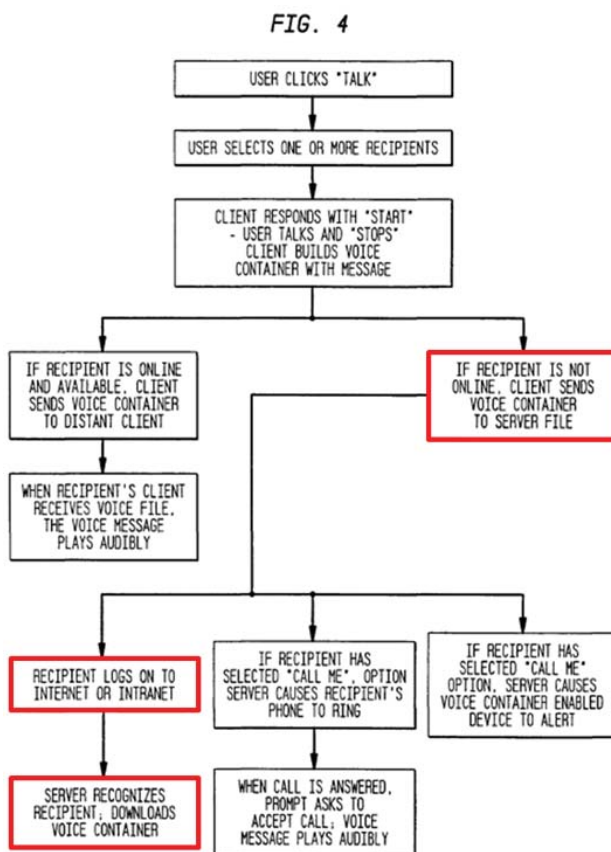 FIG. 4
USER CLICKS "TALK"
USER SELECTS ONE OR MORE RECIPIENTS
CLIENT RESPONDS WITH "START"
- USER TALKS AND "STOPS"
CLIENT BUILDS VOICE
CONTAINER WITH MESSAGE
IF RECIPIENT IS ONLINE
AND AVAILABLE, CLIENT
SENDS VOICE CONTAINER
TO DISTANT CLIENT
IF RECIPIENT IS NOT
ONLINE, CLIENT SENDS
VOICE CONTAINER
TO SERVER FILE
WHEN RECIPIENT'S CLIENT
RECEIVES VOICE FILE,
THE VOICE MESSAGE
PLAYS AUDIBLY
RECIPIENT LOGS ON TO
INTERNET OR INTRANET
IF RECIPIENT HAS
SELECTED "CALL ME", OPTION
SERVER CAUSES RECIPIENT'S
PHONE TO RING
IF RECIPIENT HAS
SELECTED "CALL ME"
OPTION, SERVER CAUSES
VOICE CONTAINER ENABLED
DEVICE TO ALERT
SERVER RECOGNIZES
RECIPIENT; DOWNLOADS
VOICE CONTAINER
WHEN CALL IS ANSWERED,
PROMPT ASKS TO
ACCEPT CALL; VOICE
MESSAGE PLAYS AUDIBLY